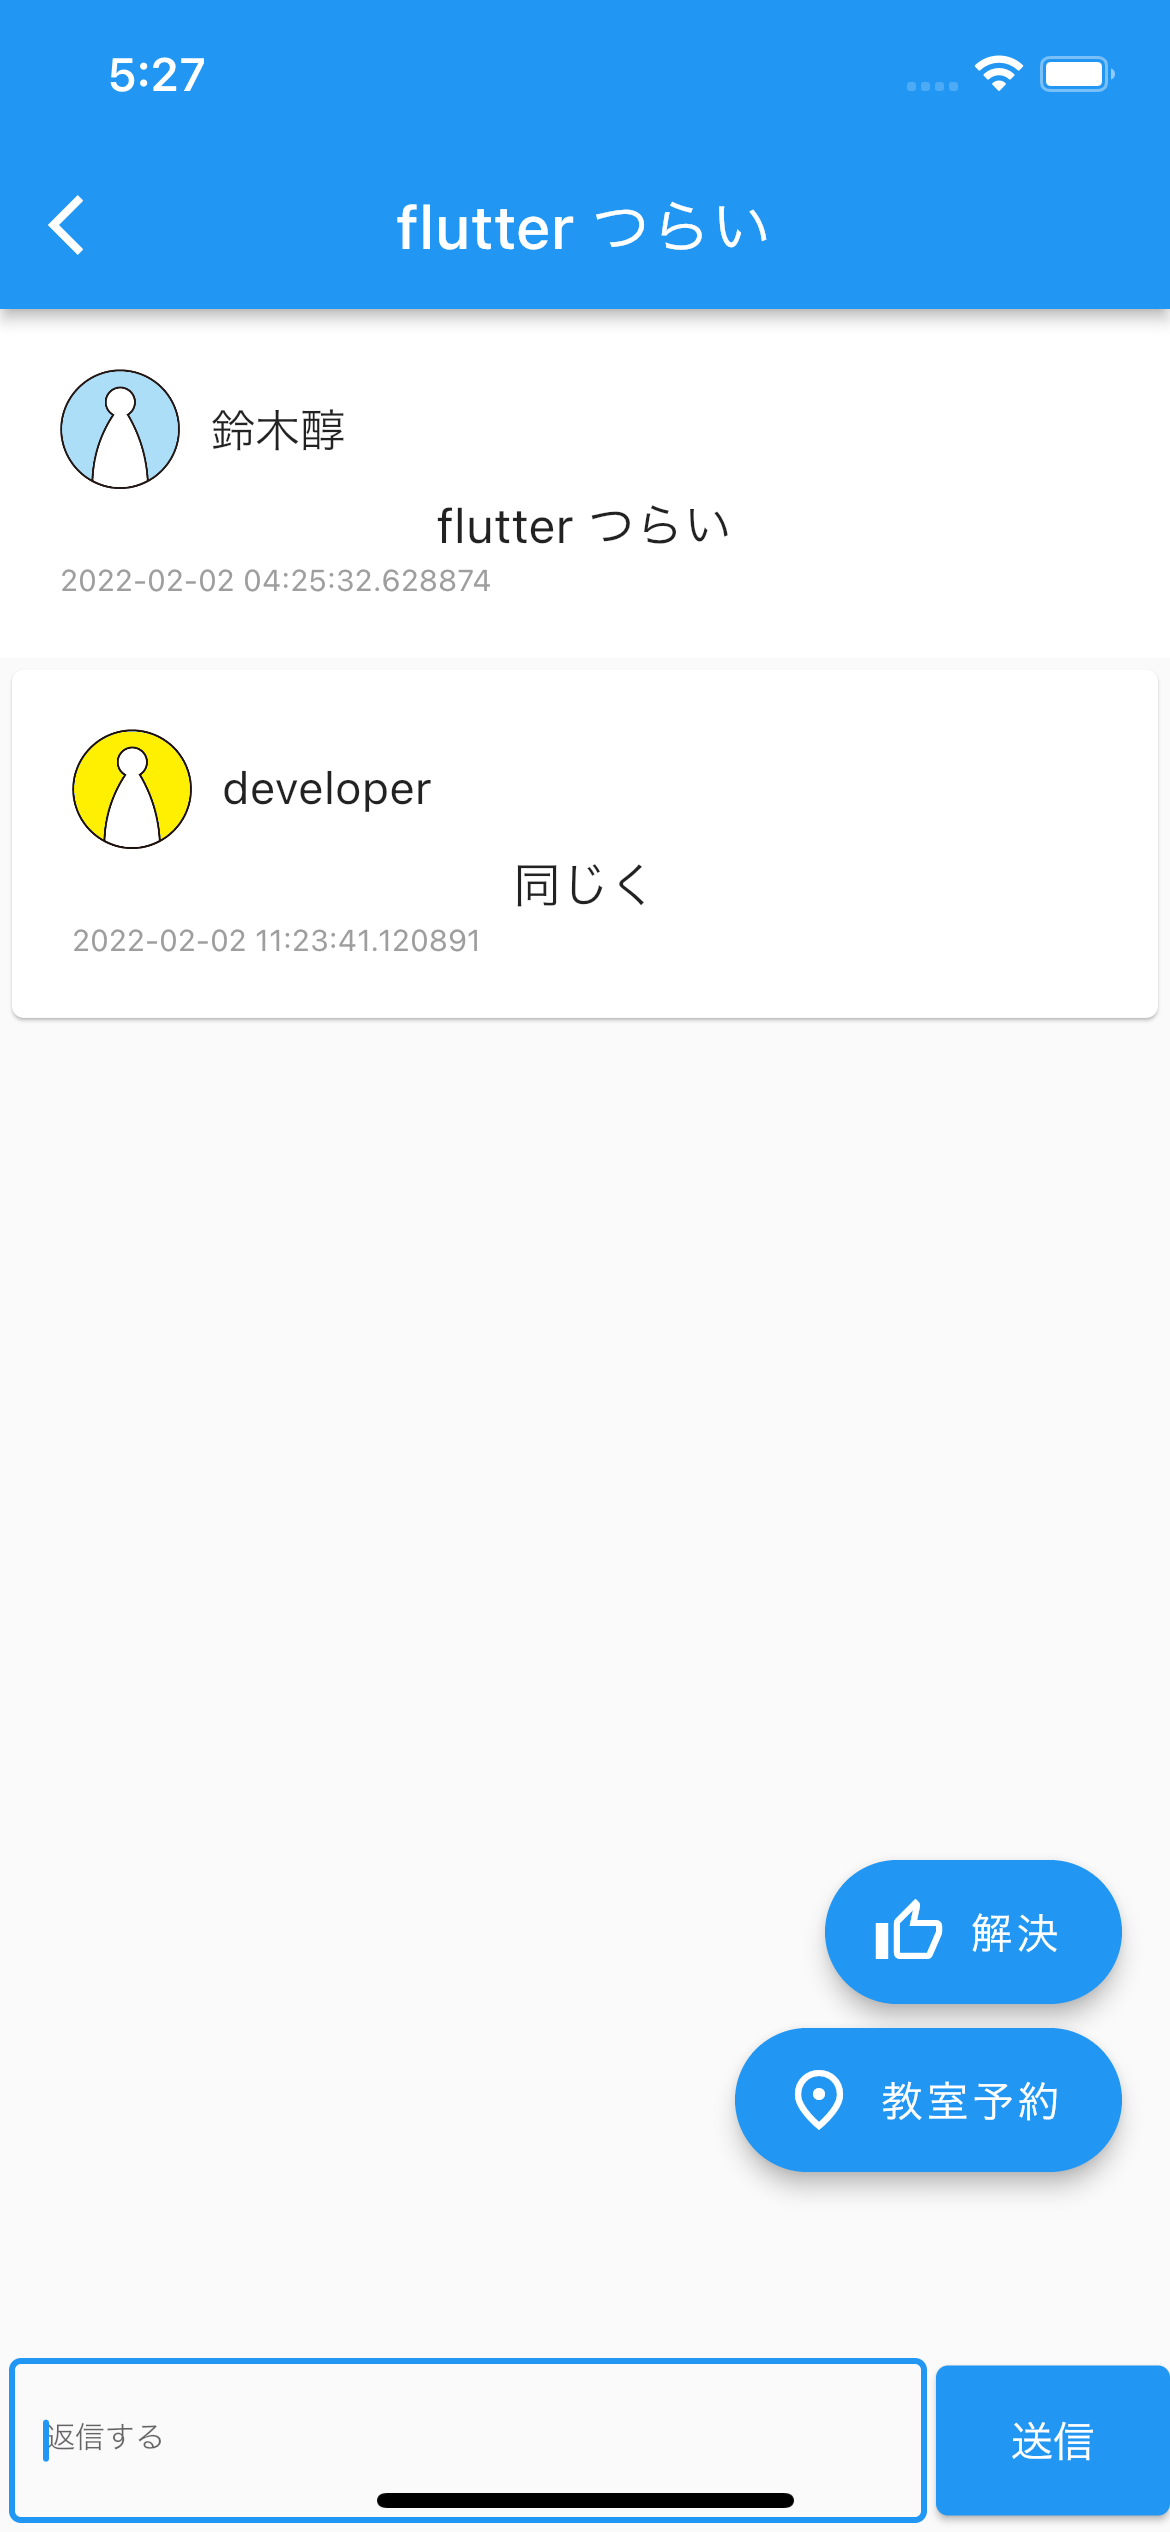 5:27
flutter つらい
鈴木醇
flutter つらい
2022-02-02 04:25:32.628874
developer
同じく
2022-02-02 11:23:41.120891
解決
教室予約
返信する
送信